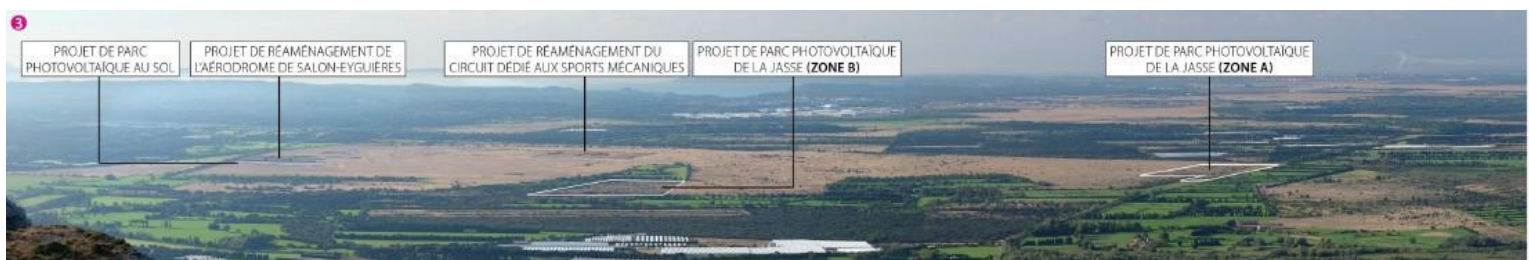 3
PROJET DE PARC
PHOTOVOLTAÏQUE AU SOL
PROJET DE RÉAMÉNAGEMENT DE
L'AÉRODROME DE SALON-EYGUIÈRES
PROJET DE RÉAMÉNAGEMENT DU
CIRCUIT DÉDIÉ AUX SPORTS MÉCANIQUES
PROJET DE PARC PHOTOVOLTAÏQUE
DE LA JASSE (ZONE B)
PROJET DE PARC PHOTOVOLTAÏQUE
DE LA JASSE (ZONE A)